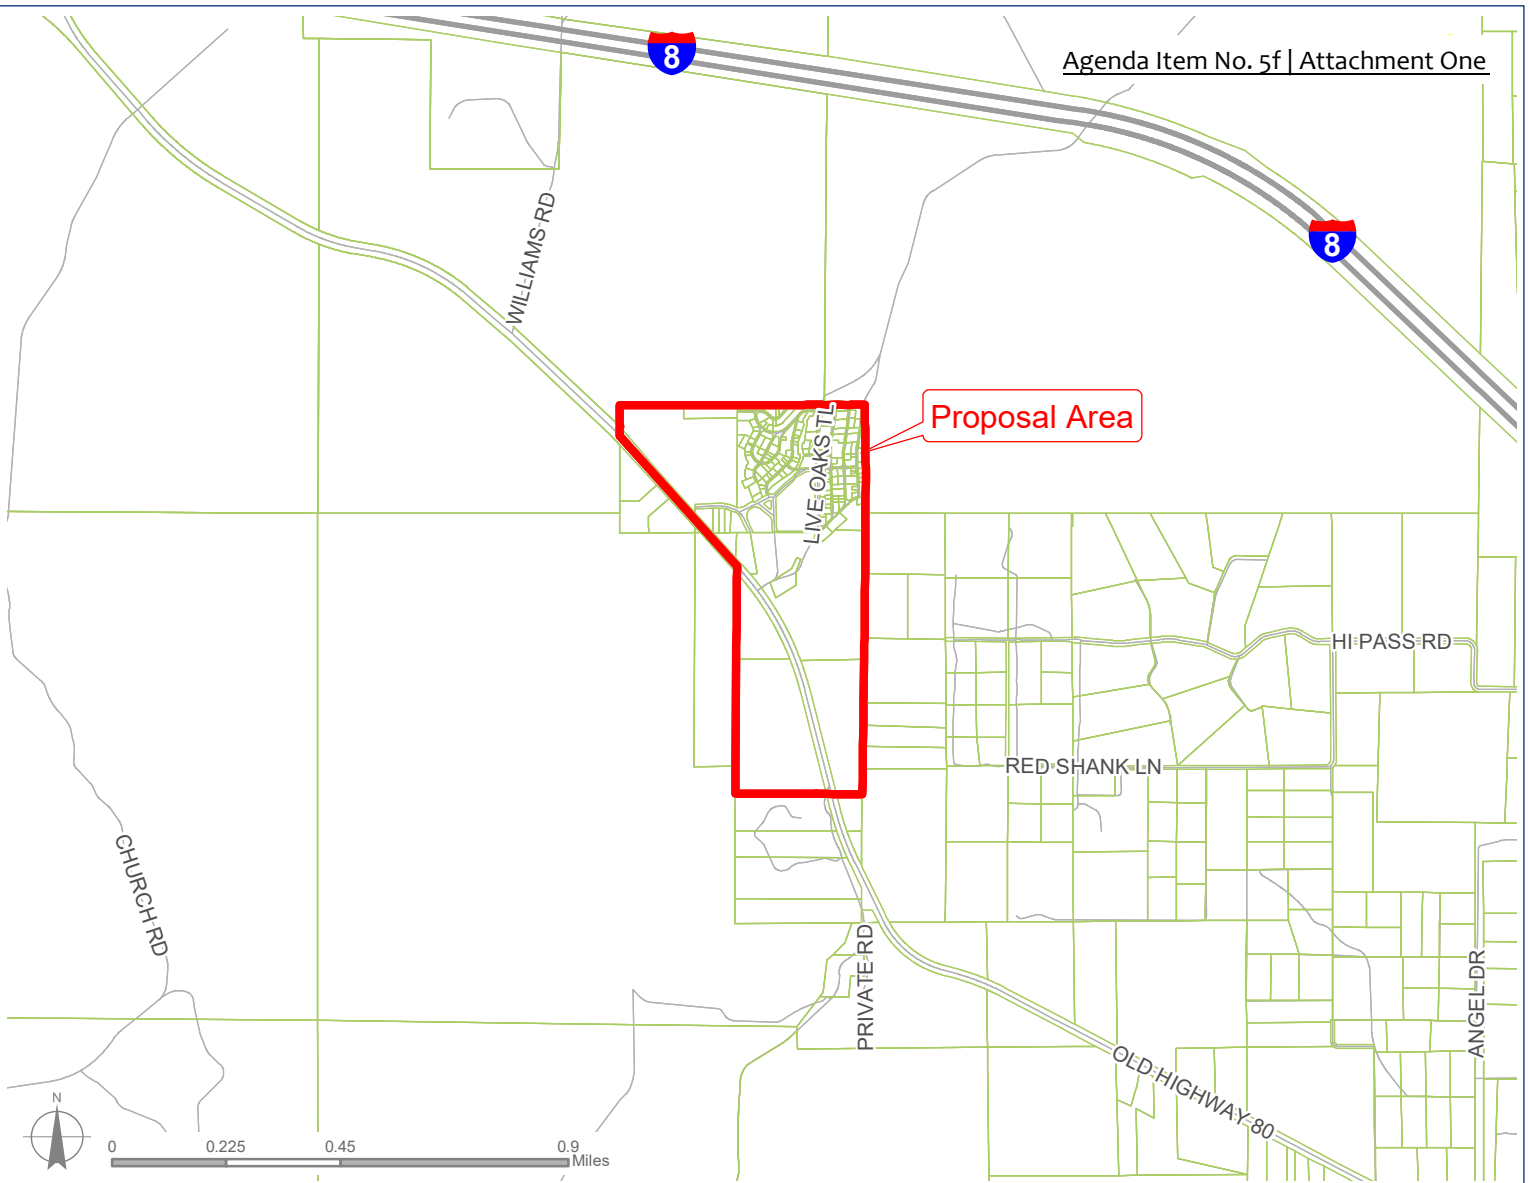 8
Agenda Item No. 5f | Attachment One
WILLIAMS RD
8
Proposal Area
LIVE OAKS TL
HI PASS RD
RED SHANK LN
CHURCH RD
PRIVATE RD
ANGEL DR
OLD HIGHWAY 80
N
0 0.225 0.45 0.9
Miles